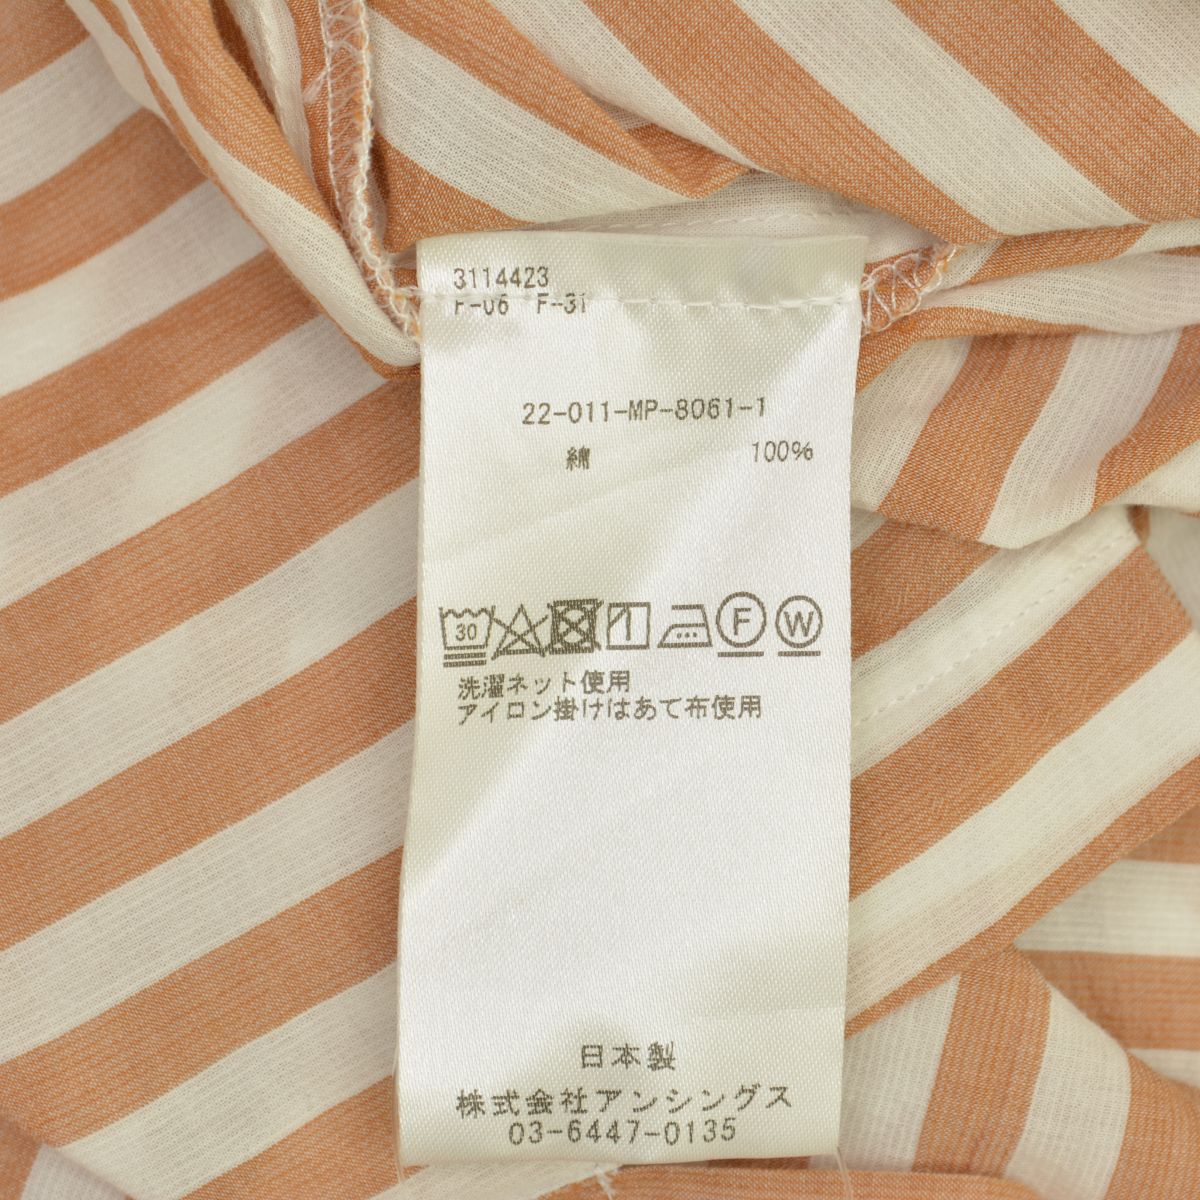 3114423
F-06 F-31
22-011-MP-8061-1
綿 100%
30 F W
洗濯ネット使用
アイロン掛けはあて布使用
日本製
株式会社アンシングス
03-6447-0135